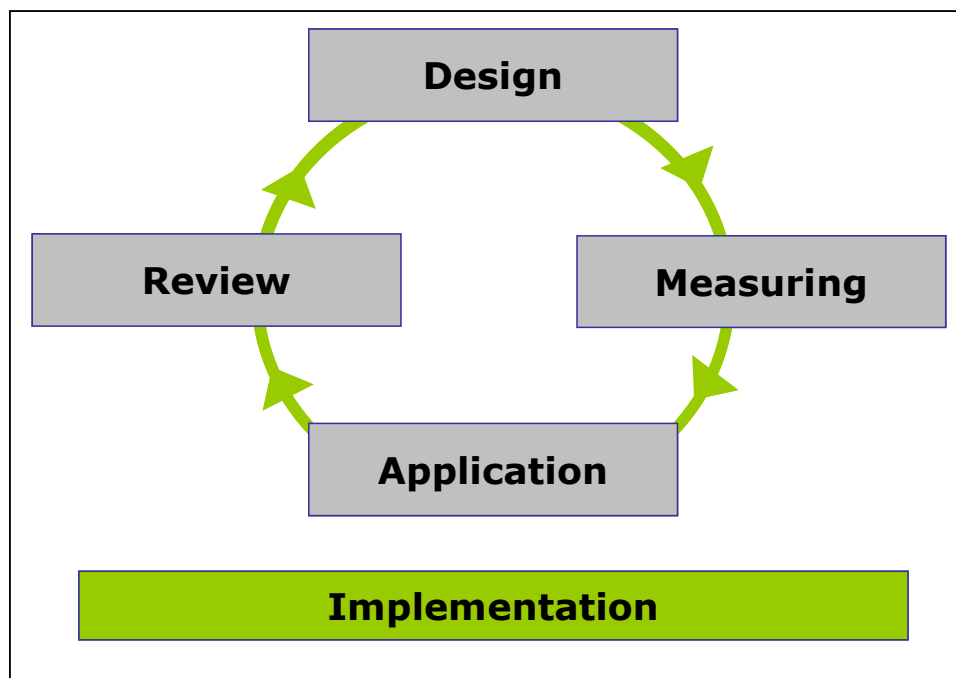 Design
Review
Measuring
Application
Implementation